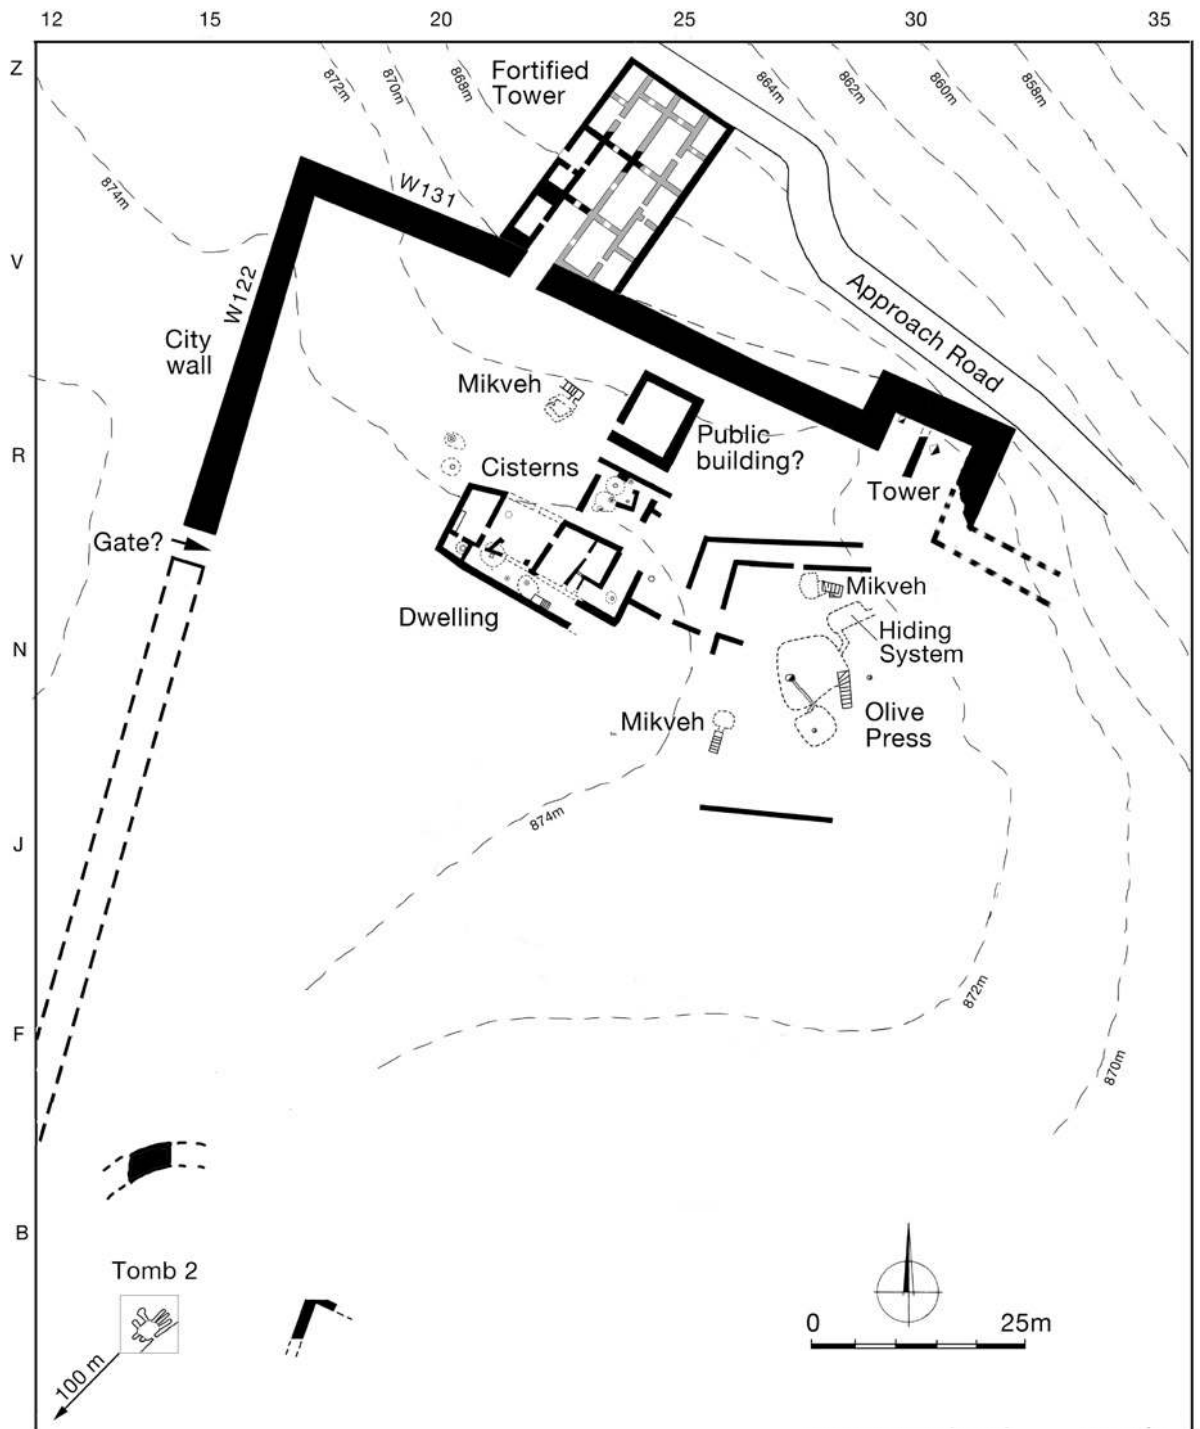 12 15 20 25 30 35
Z
Fortified
Tower
872m
870m
868m
864m
862m
860m
858m
874m
W131
V
W122
Approach Road
City
wall
Mikveh
Public
building?
R
Cisterns
Tower
Gate?
Mikveh
Dwelling
Hiding
System
N
Mikveh
Olive
Press
874m
J
872m
F
870m
B
Tomb 2
0 25m
100 m